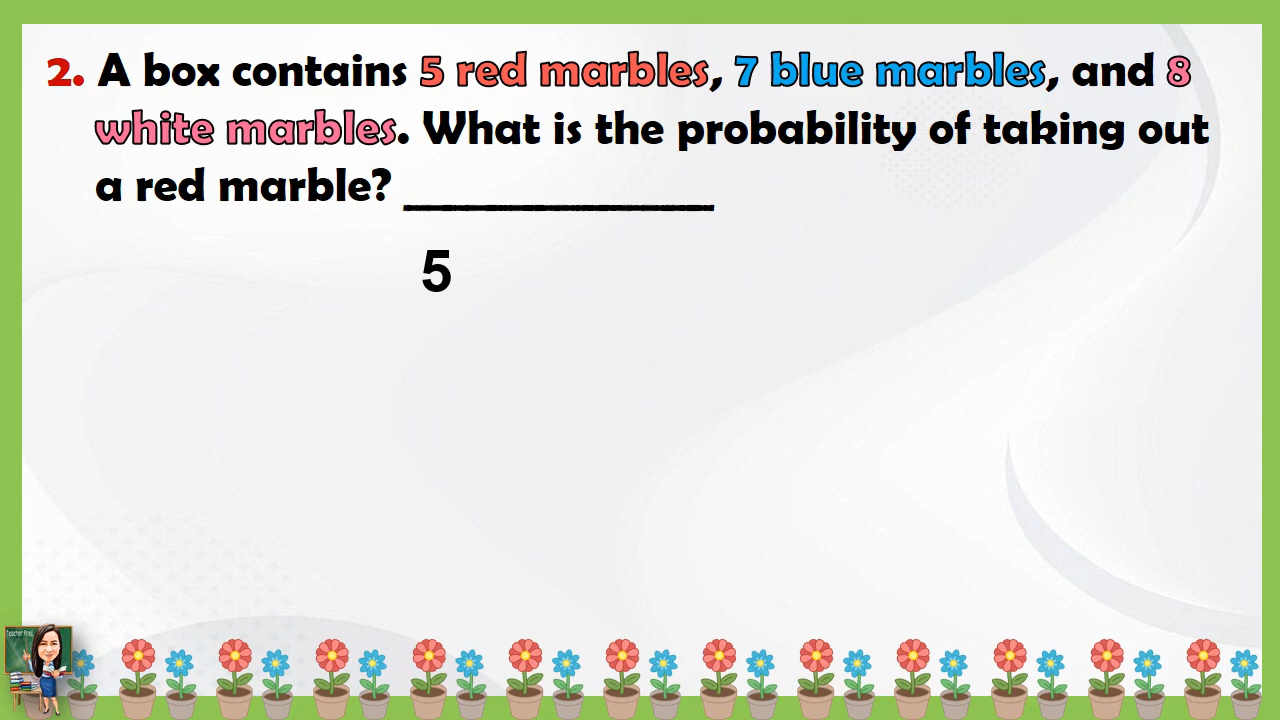 2. A box contains 5 red marbles, 7 blue marbles, and 8
white marbles. What is the probability of taking out
a red marble? ______________
5